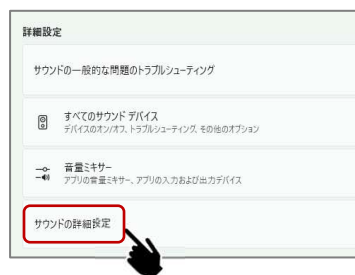 詳細設定
サウンドの一般的な問題のトラブルシューティング
すべてのサウンド デバイス
デバイスのオン/オフ、トラブルシューティング、その他のオプション
音量ミキサー
アプリの音量ミキサー、アプリの入力および出力デバイス
サウンドの詳細設定